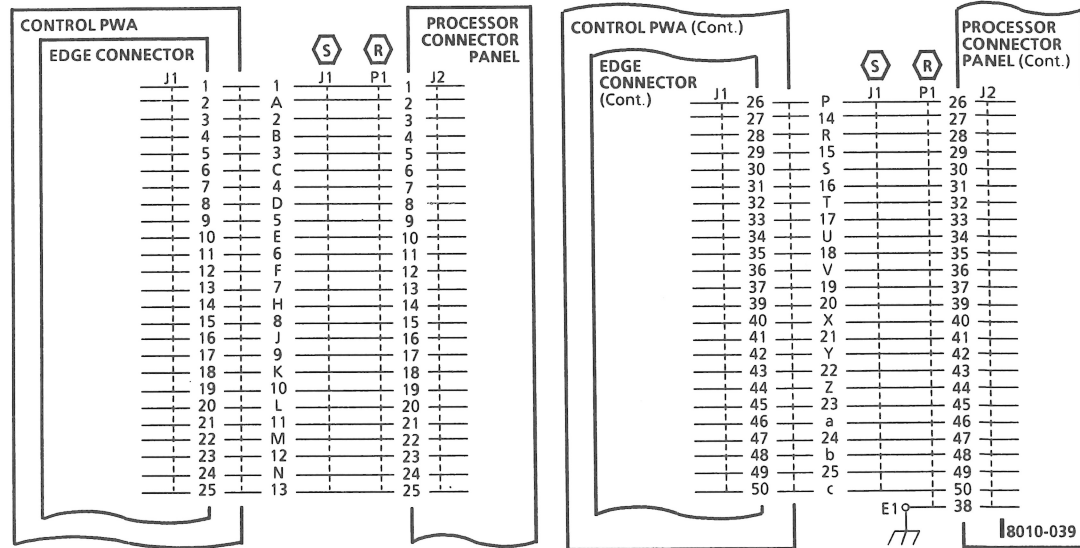 CONTROL PWA
EDGE CONNECTOR
S R
PROCESSOR
CONNECTOR
PANEL
J1 J1 P1 J2
1 1 1
2 A 2
3 2 3
4 B 4
5 3 5
6 C 6
7 4 7
8 D 8
9 5 9
10 E 10
11 6 11
12 F 12
13 7 13
14 H 14
15 8 15
16 J 16
17 9 17
18 K 18
19 10 19
20 L 20
21 11 21
22 M 22
23 12 23
24 N 24
25 13 25
CONTROL PWA (Cont.)
EDGE
CONNECTOR
(Cont.)
S R
PROCESSOR
CONNECTOR
PANEL (Cont.)
J1 J1 P1 J2
26 P 26
27 14 27
28 R 28
29 15 29
30 S 30
31 16 31
32 T 32
33 17 33
34 U 34
35 18 35
36 V 36
37 19 37
39 20 39
40 X 40
41 21 41
42 Y 42
43 22 43
44 Z 44
45 23 45
46 a 46
47 24 47
48 b 48
49 25 49
50 c 50
E1 38
8010-039